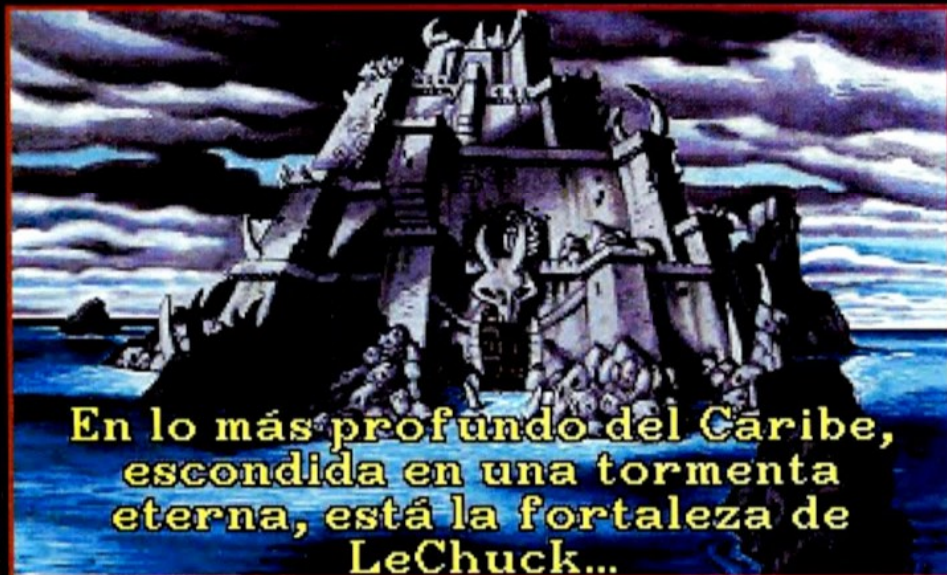 En lo más profundo del Caribe,
escondida en una tormenta
eterna, está la fortaleza de
LeChuck...